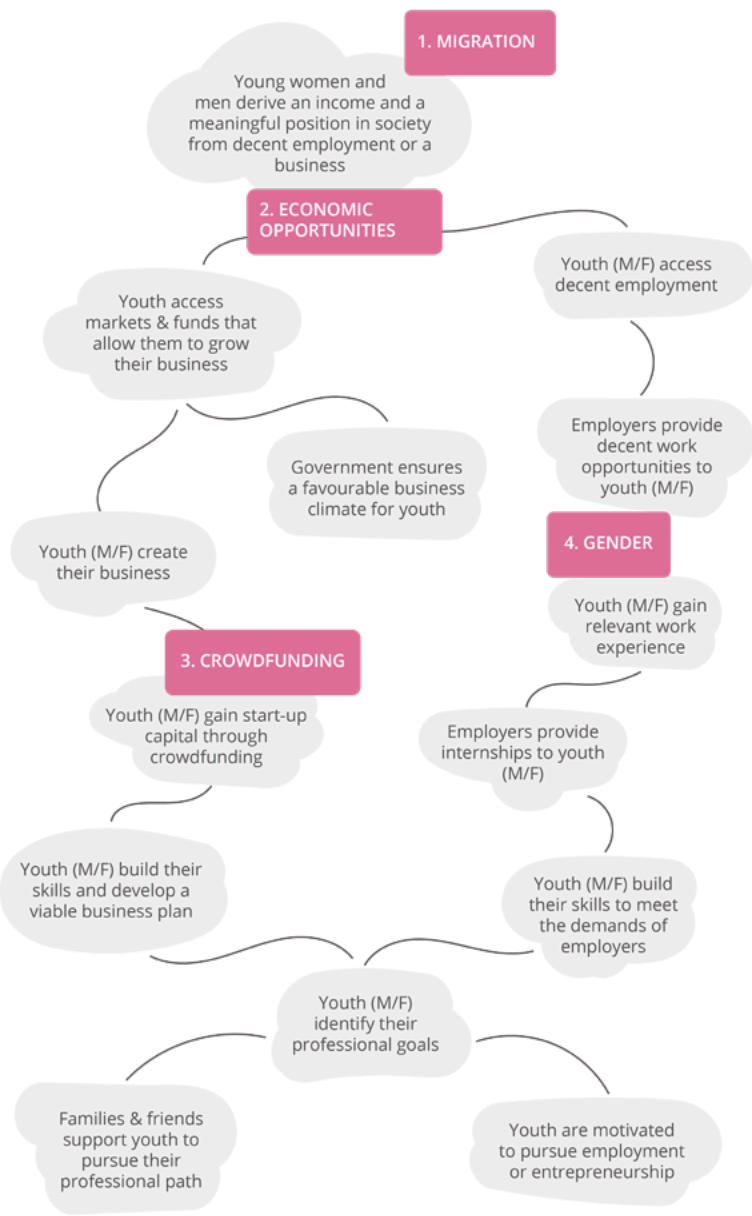 1. MIGRATION
Young women and
men derive an income and a
meaningful position in society
from decent employment or a
business
2. ECONOMIC
OPPORTUNITIES
Youth (M/F) access
decent employment
Youth access
markets & funds that
allow them to grow
their business
Employers provide
decent work
opportunities to
youth (M/F)
Government ensures
a favourable business
climate for youth
Youth (M/F) create
their business
4. GENDER
Youth (M/F) gain
relevant work
experience
3. CROWDFUNDING
Youth (M/F) gain start-up
capital through
crowdfunding
Employers provide
internships to youth
(M/F)
Youth (M/F) build their
skills and develop a
viable business plan
Youth (M/F) build
their skills to meet
the demands of
employers
Youth (M/F)
identify their
professional goals
Families & friends
support youth to
pursue their
professional path
Youth are motivated
to pursue employment
or entrepreneurship